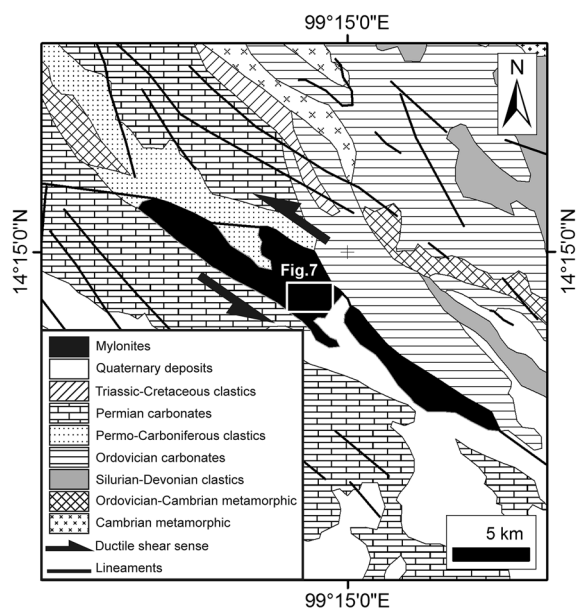 99°15'0"E
N
14°15'0"N
14°15'0"N
Fig.7
Mylonites
Quaternary deposits
Triassic-Cretaceous clastics
Permian carbonates
Permo-Carboniferous clastics
Ordovician carbonates
Silurian-Devonian clastics
Ordovician-Cambrian metamorphic
Cambrian metamorphic
Ductile shear sense
Lineaments
5 km
99°15'0"E